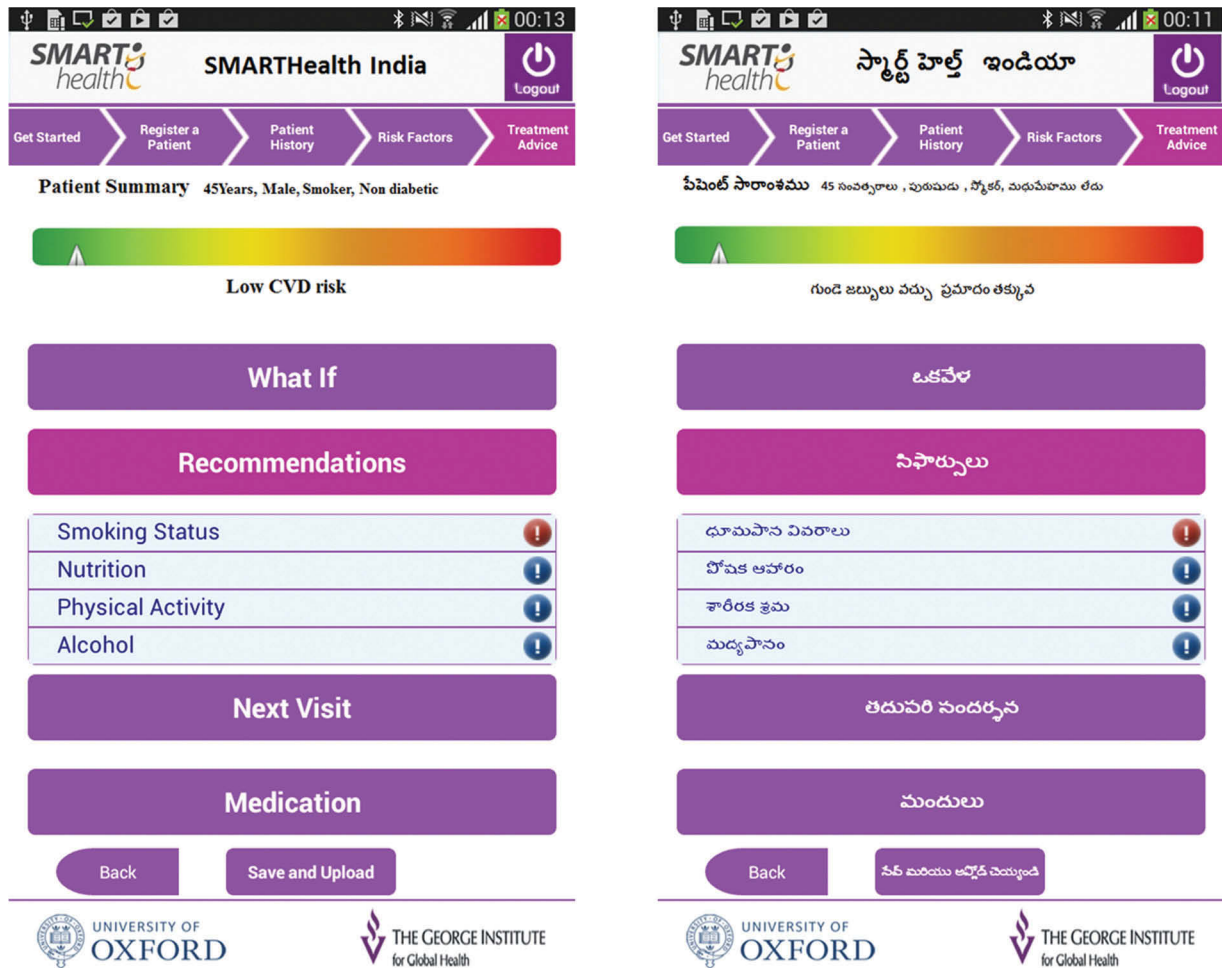 00:13
SMART
health
SMARTHealth India
Logout
Get Started
Register a
Patient
Patient
History
Risk Factors
Treatment
Advice
Patient Summary 45Years, Male, Smoker, Non diabetic
Low CVD risk
What If
Recommendations
Smoking Status
Nutrition
Physical Activity
Alcohol
Next Visit
Medication
Back
Save and Upload
UNIVERSITY OF
OXFORD
THE GEORGE INSTITUTE
for Global Health
00:11
SMART
health
స్మార్ట్ హెల్త్ ఇండియా
Logout
Get Started
Register a
Patient
Patient
History
Risk Factors
Treatment
Advice
పేషెంట్ సారాంశము 45 సంవత్సరాలు , పురుషుడు , స్మోకర్, మధుమేహము లేదు
గుండె జబ్బులు వచ్చు ప్రమాదం తక్కువ
ఒకవేళ
సిఫార్సులు
ధూమపాన వివరాలు
పోషక ఆహారం
శారీరక శ్రమ
మద్యపానం
తదుపరి సందర్శన
మందులు
Back
సేవ్ మరియు అప్లోడ్ చెయ్యండి
UNIVERSITY OF
OXFORD
THE GEORGE INSTITUTE
for Global Health